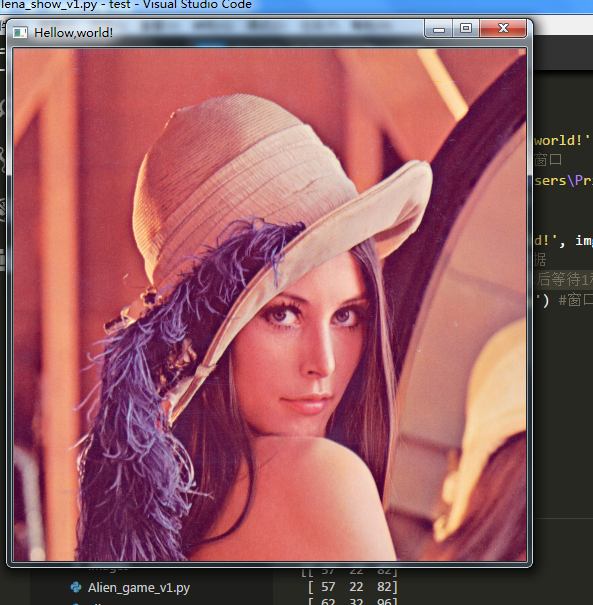 lena_show_v1.py - test - Visual Studio Code
Hellow,world!
world!'
窗口
sers\Pr
d!', img
据
后等待1
') #窗口
Alien_game_v1.py
[[ 57 22 82]
[ 57 22 82]
[ 62 32 96]